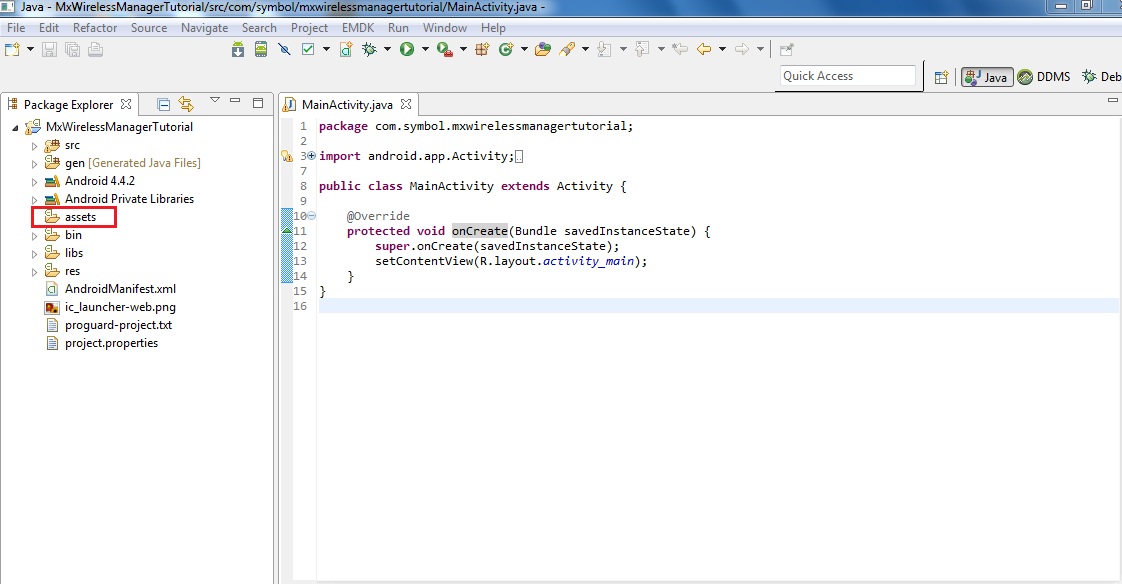 Java - MxWirelessManagerTutorial/src/com/symbol/mxwirelessmanagertutorial/MainActivity.java -
File Edit Refactor Source Navigate Search Project EMDK Run Window Help
Quick Access
Java DDMS Deb
Package Explorer
MxWirelessManagerTutorial
src
gen [Generated Java Files]
Android 4.4.2
Android Private Libraries
assets
bin
libs
res
AndroidManifest.xml
ic_launcher-web.png
proguard-project.txt
project.properties
MainActivity.java
1 package com.symbol.mxwirelessmanagertutorial;
2
3 import android.app.Activity;
7
8 public class MainActivity extends Activity {
9
10 @Override
11 protected void onCreate(Bundle savedInstanceState) {
12 super.onCreate(savedInstanceState);
13 setContentView(R.layout.activity_main);
14 }
15 }
16